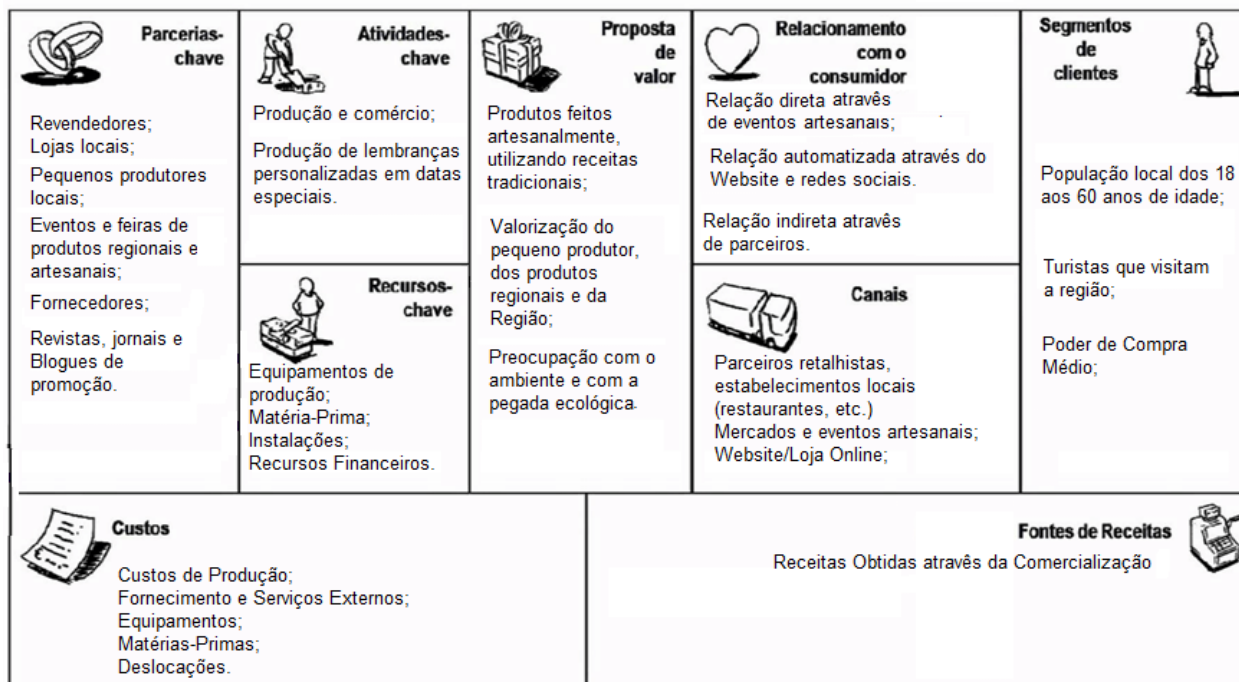 Parcerias-
chave
Revendedores;
Lojas locais;
Pequenos produtores
locais;
Eventos e feiras de
produtos regionais e
artesanais;
Fornecedores;
Revistas, jornais e
Blogues de
promoção.
Atividades-
chave
Produção e comércio;
Produção de lembranças
personalizadas em datas
especiais.
Recursos-
chave
Equipamentos de
produção;
Matéria-Prima;
Instalações;
Recursos Financeiros.
Proposta
de
valor
Produtos feitos
artesanalmente,
utilizando receitas
tradicionais;
Valorização do
pequeno produtor,
dos produtos
regionais e da
Região;
Preocupação com o
ambiente e com a
pegada ecológica.
Relacionamento
com o
consumidor
Relação direta através
de eventos artesanais;
Relação automatizada através do
Website e redes sociais.
Relação indireta através
de parceiros.
Canais
Parceiros retalhistas,
estabelecimentos locais
(restaurantes, etc.)
Mercados e eventos artesanais;
Website/Loja Online;
Segmentos
de
clientes
População local dos 18
aos 60 anos de idade;
Turistas que visitam
a região;
Poder de Compra
Médio;
Custos
Custos de Produção;
Fornecimento e Serviços Externos;
Equipamentos;
Matérias-Primas;
Deslocações.
Fontes de Receitas
Receitas Obtidas atravês da Comercialização